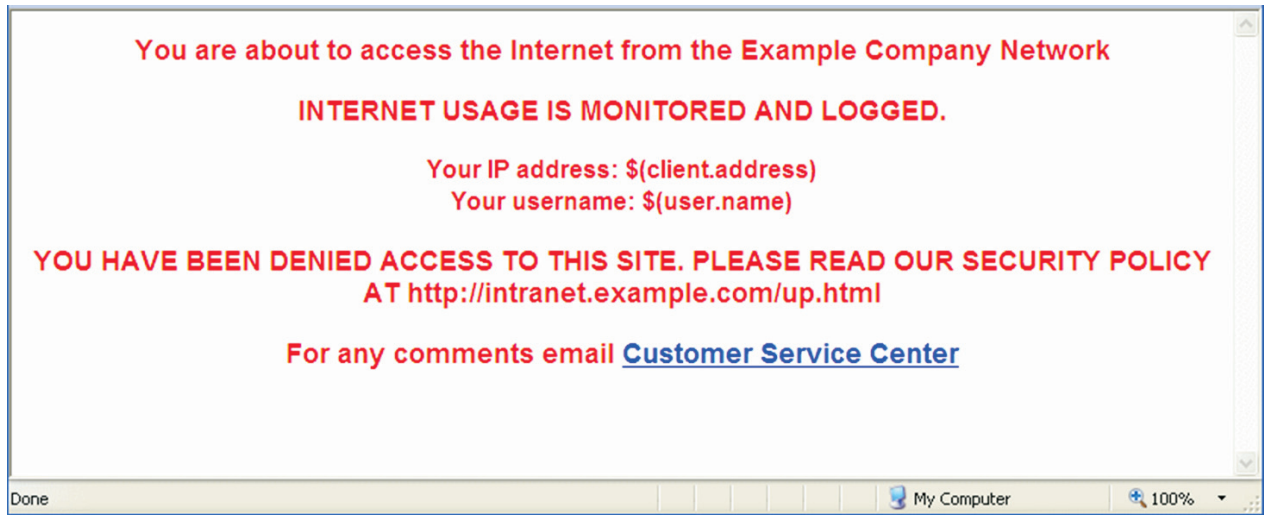 You are about to access the Internet from the Example Company Network
INTERNET USAGE IS MONITORED AND LOGGED.
Your IP address: $(client.address)
Your username: $(user.name)
YOU HAVE BEEN DENIED ACCESS TO THIS SITE. PLEASE READ OUR SECURITY POLICY
AT http://intranet.example.com/up.html
For any comments email Customer Service Center
Done My Computer 100%